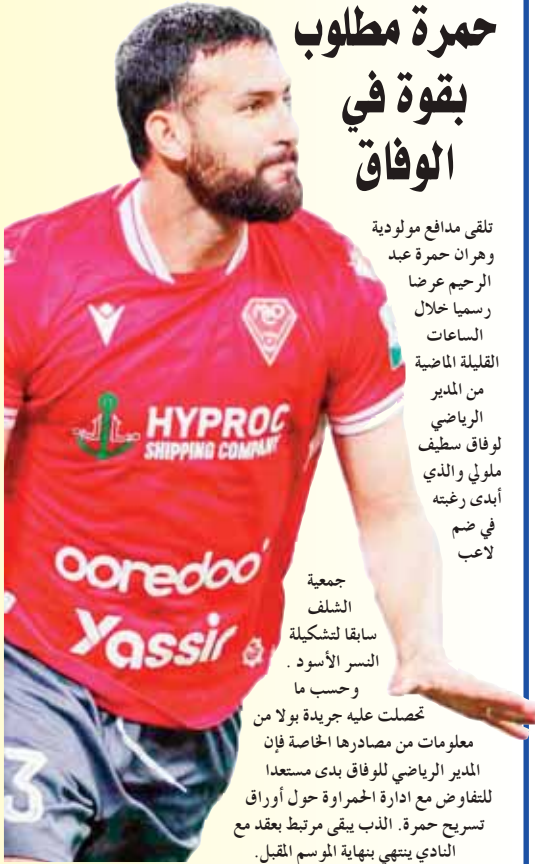 حمرة مطلوب
بقوة في
الوفاق
تلقى مدافع مولودية
وهران حمرة عبد
الرحيم عرضا
رسميا خلال
الساعات
القليلة الماضية
من المدير
الرياضي
لوفاق سطيف
ملولي والذي
أبدى رغبته
في ضم
لاعب
جمعية
الشلف
سابقا لتشكيلة
النسر الأسود .
وحسب ما
تحصلت عليه جريدة بولا من
معلومات من مصادرها الخاصة فإن
المدير الرياضي للوفاق بدى مستعدا
للتفاوض مع ادارة الحمراوة حول أوراق
تسريح حمرة. الذب يبقى مرتبط بعقد مع
النادي ينتهي بنهاية الموسم المقبل.
HYPROC
SHIPPING COMPANY
ooredoo
Yassir
3